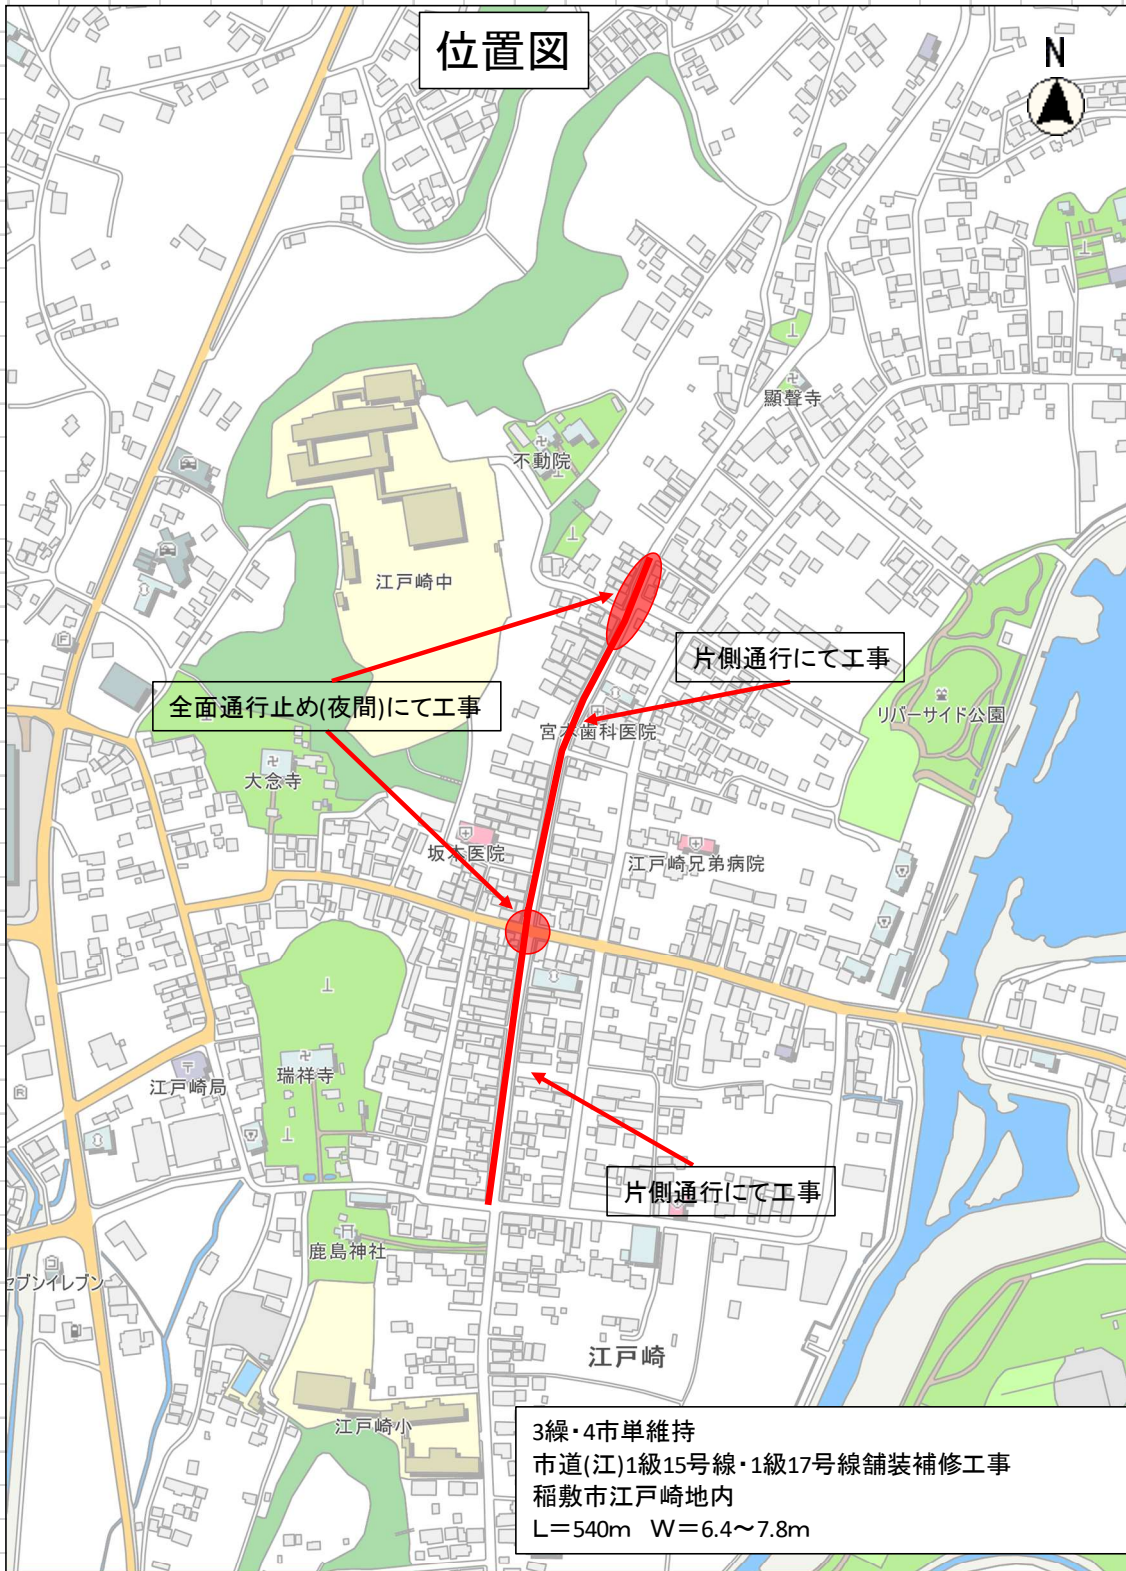 位置図
N
顯聲寺
不動院
江戸崎中
片側通行にて工事
全面通行止め(夜間)にて工事
リバーサイド公園
宮本歯科医院
大念寺
坂本医院
江戸崎兄弟病院
江戸崎局
瑞祥寺
片側通行にて工事
鹿島神社
セブンイレブン
江戸崎
江戸崎小
3繰・4市単維持
市道(江)1級15号線・1級17号線舗装補修工事
稲敷市江戸崎地内
L=540m W=6.4～7.8m